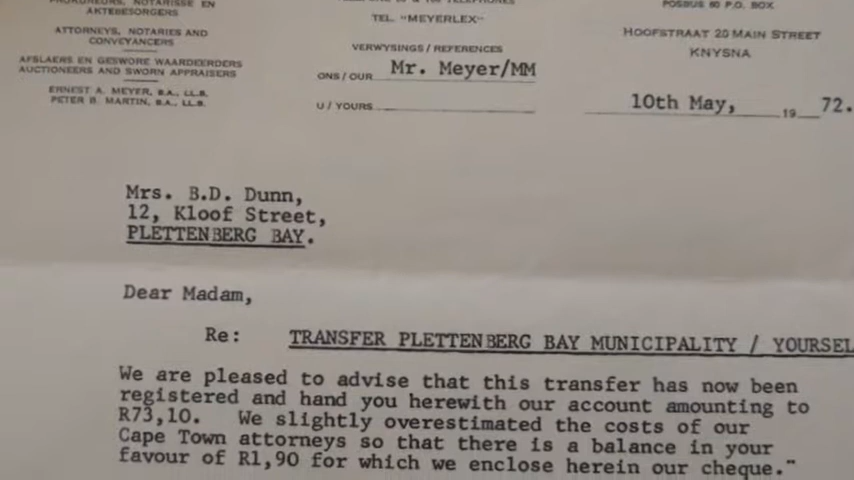 PROKUREURS, NOTARISSE EN
AKTEBESORGERS
ATTORNEYS, NOTARIES AND
CONVEYANCERS
AFSLAERS EN GESWORE WAARDEERDERS
AUCTIONEERS AND SWORN APPRAISERS
ERNEST A. MEYER, B.A., LL.B.
PETER B. MARTIN, B.A., LL.B.
TELEPHONES
TEL. "MEYERLEX"
VERWYSINGS / REFERENCES
ONS / OUR Mr. Meyer/MM
U / YOURS
POSBUS 60 P.O. BOX
HOOFSTRAAT 20 MAIN STREET
KNYSNA
10th May, 19 72.
Mrs. B.D. Dunn,
12, Kloof Street,
PLETTENBERG BAY.
Dear Madam,
Re: TRANSFER PLETTENBERG BAY MUNICIPALITY / YOURSEL
We are pleased to advise that this transfer has now been
registered and hand you herewith our account amounting to
R73,10. We slightly overestimated the costs of our
Cape Town attorneys so that there is a balance in your
favour of R1,90 for which we enclose herein our cheque."